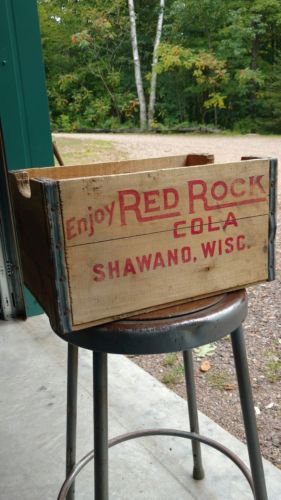 Enjoy RED ROCK
COLA
SHAWANO, WISC.